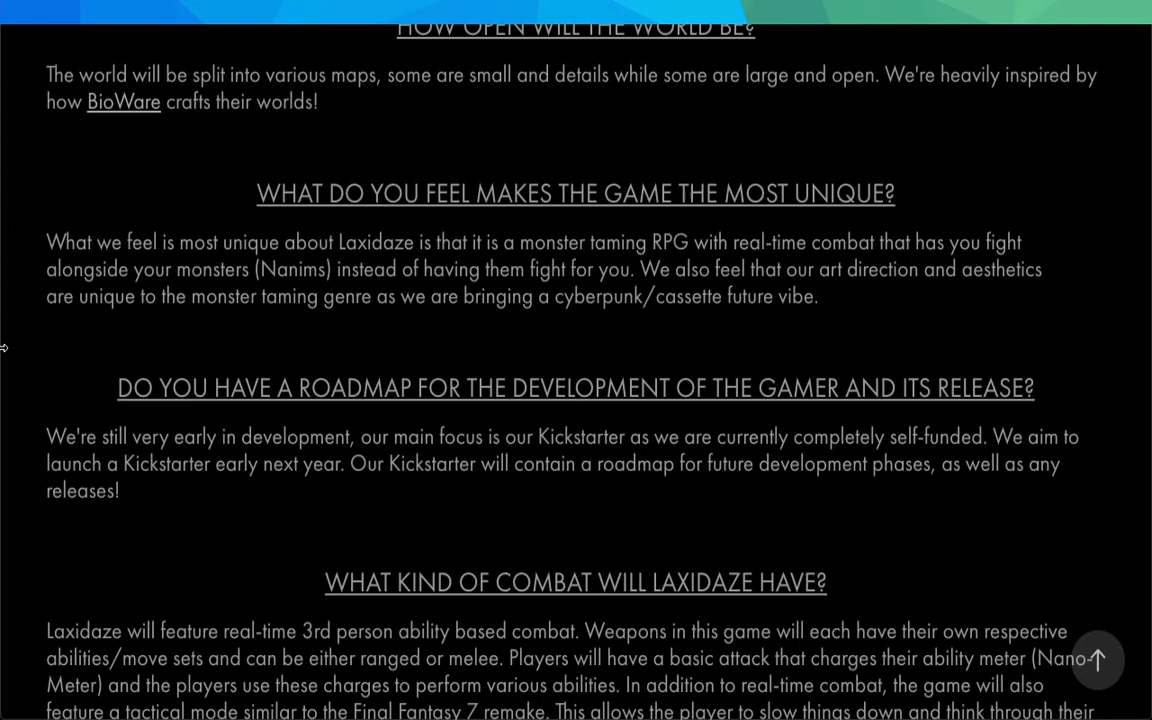 HOW OPEN WILL THE WORLD BE?
The world will be split into various maps, some are small and details while some are large and open. We're heavily inspired by
how BioWare crafts their worlds!
WHAT DO YOU FEEL MAKES THE GAME THE MOST UNIQUE?
What we feel is most unique about Laxidaze is that it is a monster taming RPG with real-time combat that has you fight
alongside your monsters (Nanims) instead of having them fight for you. We also feel that our art direction and aesthetics
are unique to the monster taming genre as we are bringing a cyberpunk/cassette future vibe.
DO YOU HAVE A ROADMAP FOR THE DEVELOPMENT OF THE GAMER AND ITS RELEASE?
We're still very early in development, our main focus is our Kickstarter as we are currently completely self-funded. We aim to
launch a Kickstarter early next year. Our Kickstarter will contain a roadmap for future development phases, as well as any
releases!
WHAT KIND OF COMBAT WILL LAXIDAZE HAVE?
Laxidaze will feature real-time 3rd person ability based combat. Weapons in this game will each have their own respective
abilities/move sets and can be either ranged or melee. Players will have a basic attack that charges their ability meter (Nano-
Meter) and the players use these charges to perform various abilities. In addition to real-time combat, the game will also
feature a tactical mode similar to the Final Fantasy 7 remake. This allows the player to slow things down and think through their